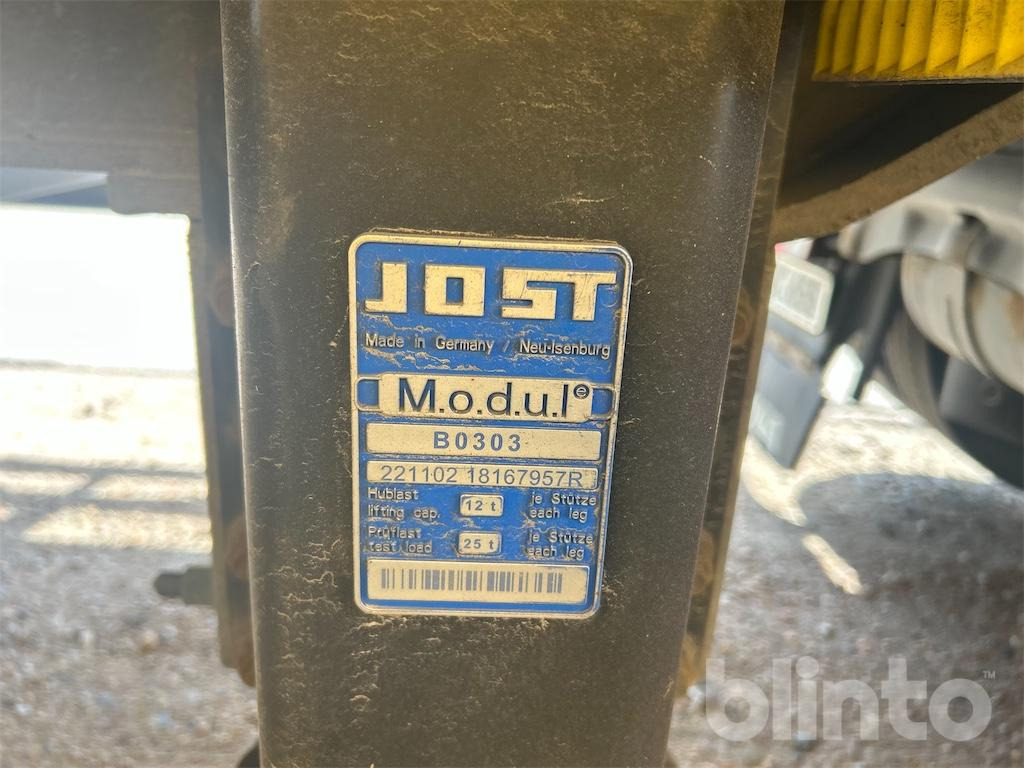 JOST
Made in Germany / Neu-Isenburg
M.o.d.u.l e
B0303
221102 18167957R
Hublast je Stütze
lifting cap. 12 t each leg
Prüflast je Stütze
test load 25 t each leg
blinto™